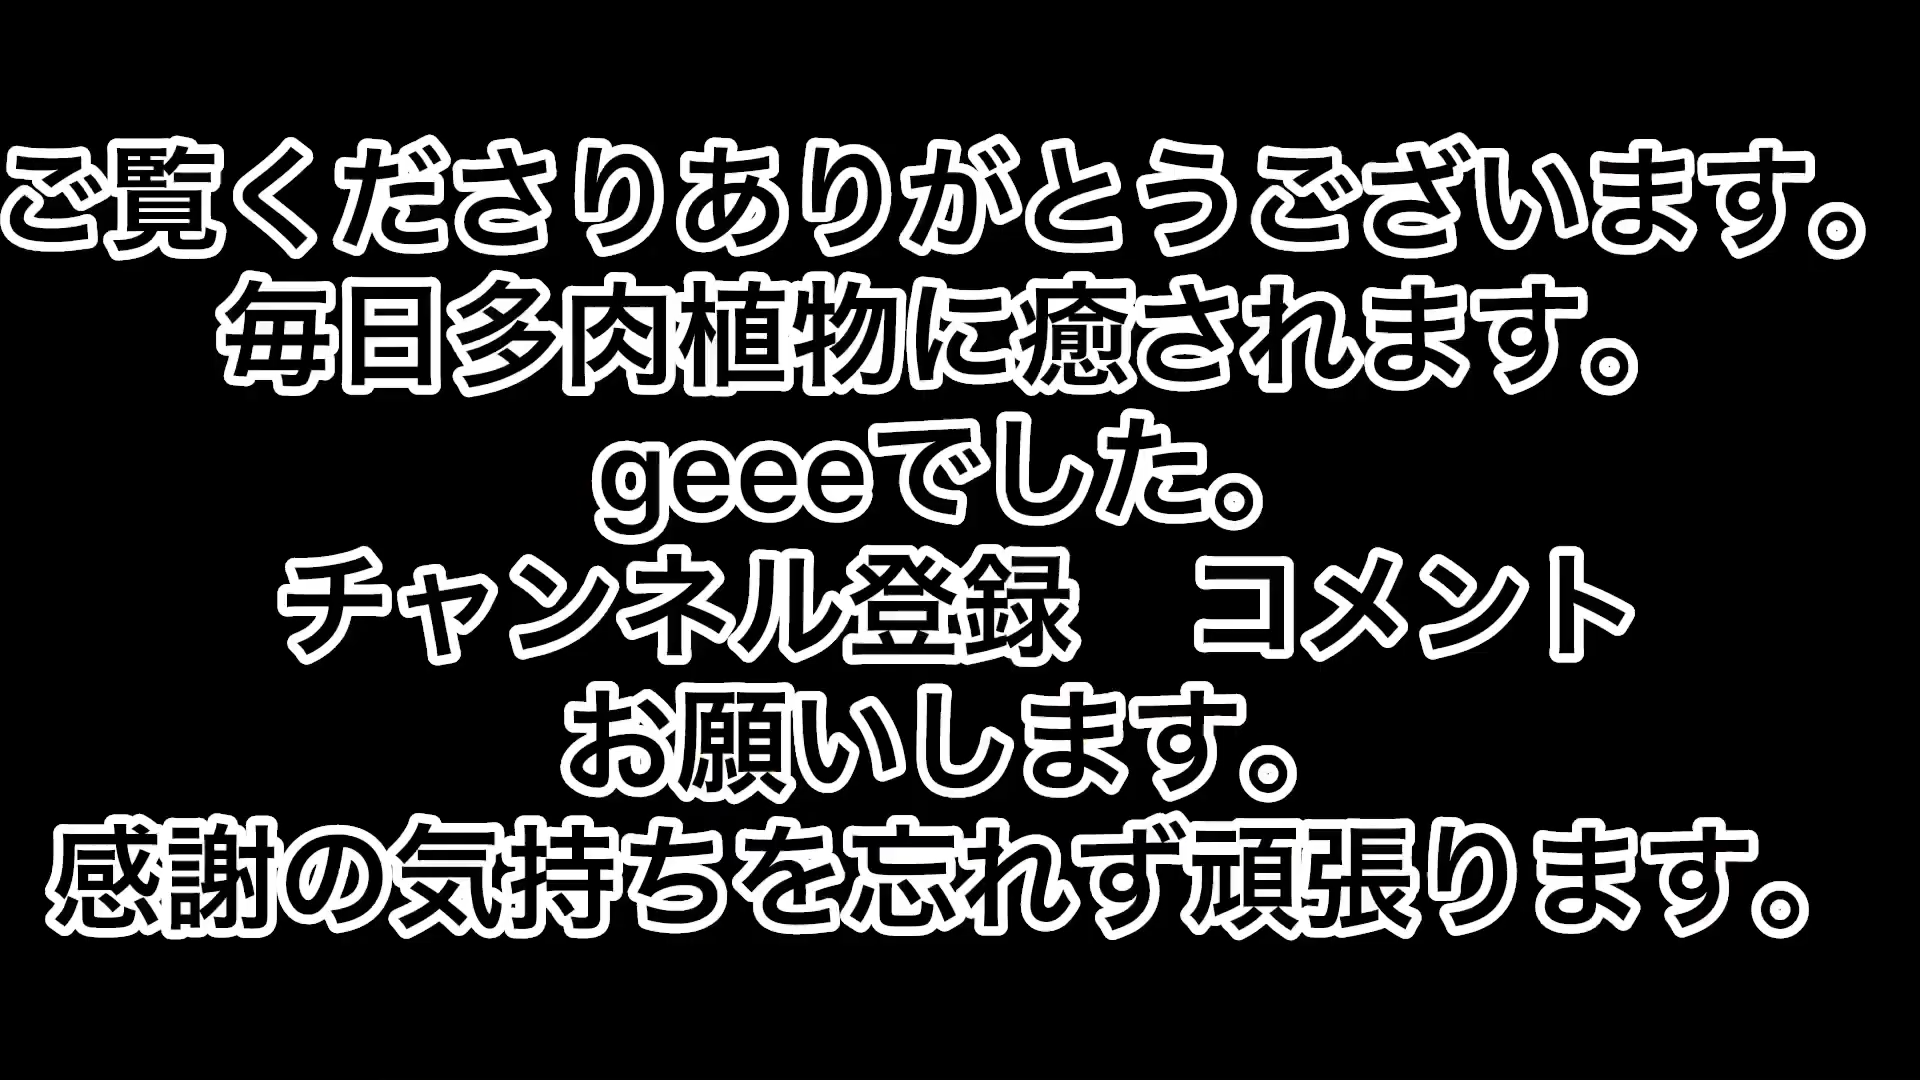 ご覧くださりありがとうございます。
毎日多肉植物に癒されます。
geeeでした。
チャンネル登録　コメント
お願いします。
感謝の気持ちを忘れず頑張ります。